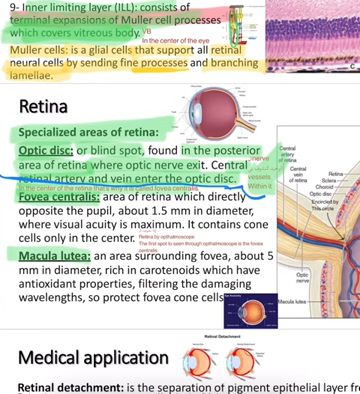 9- Inner limiting layer (ILL): consists of
terminal expansions of Muller cell processes
which covers vitreous body. VB
In the center of the eye
Muller cells: is a glial cells that support all retinal
neural cells by sending fine processes and branching
lamellae.
C
Retina
Specialized areas of retina:
Optic disc: or blind spot, found in the posterior
area of retina where optic nerve exit. Central
nerve
retinal artery and vein enter the optic disc.
vessels
Within it
In the center of the retina that's why it is called fovea centralis
Fovea centralis: area of retina which directly
opposite the pupil, about 1.5 mm in diameter,
where visual acuity is maximum. It contains cone
cells only in the center.
Retina by opthalmoscope
The first spot to seen through opthalmoscope is the fovea
centralis
Macula lutea: an area surrounding fovea, about 5
mm in diameter, rich in carotenoids which have
antioxidant properties, filtering the damaging
wavelengths, so protect fovea cone cells
Central
artery
of retina
Central
vein
of retina
Retina
Sclera
Choroid
Optic disc
Encircled by
This circle
Optic
nerve
Macula lutea
Retinal Detachment
Medical application
Retinal detachment: is the separation of pigment epithelial layer fr